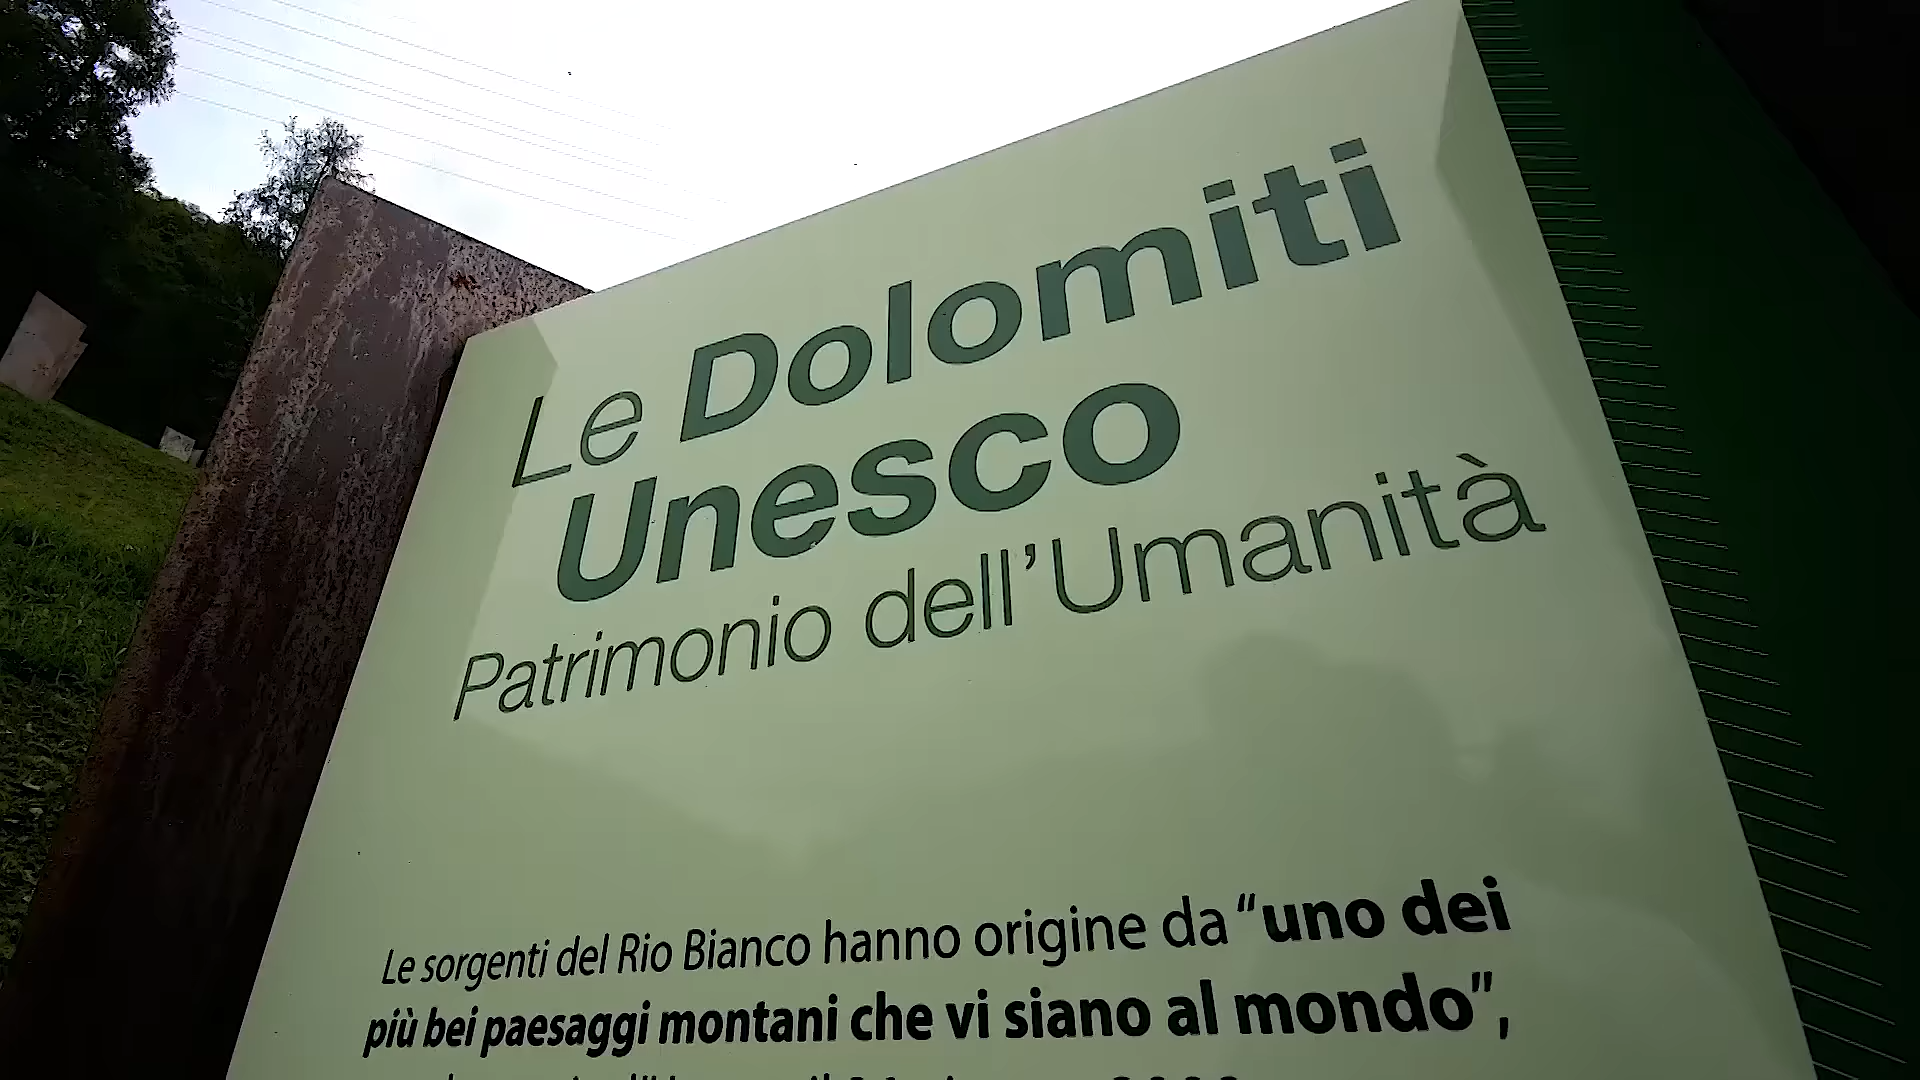 Le Dolomiti
Unesco
Patrimonio dell'Umanità
Le sorgenti del Rio Bianco hanno origine da “uno dei
più bei paesaggi montani che vi siano al mondo”,